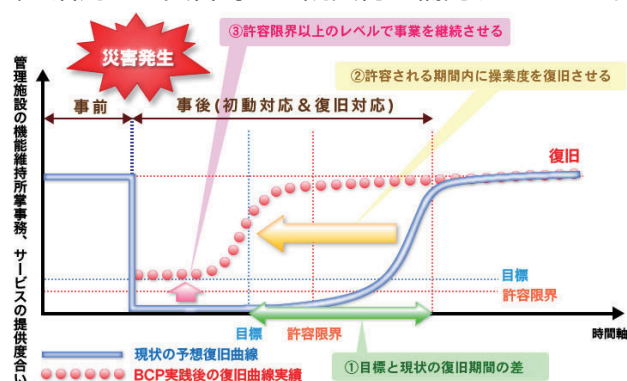 ③許容限界以上のレベルで事業を継続させる
災害発生
②許容される期間内に操業度を復旧させる
事前
事後(初動対応&復旧対応)
管理施設の機能維持所掌事務、サービスの提供度合い
復旧
目標
許容限界
目標
許容限界
時間軸
現状の予想復旧曲線
①目標と現状の復旧期間の差
BCP実践後の復旧曲線実績